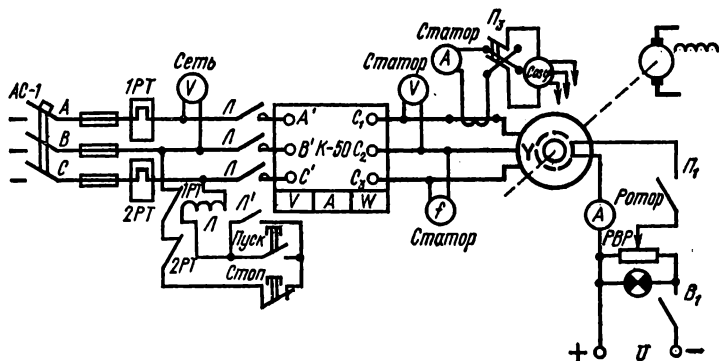 АС-1
A
B
C
1РТ
2РТ
Сеть
V
Л
Л
Л
A'
B'
C'
К-50
C₁
C₂
C₃
V A W
1РТ
Л
2РТ
Л'
Пуск
Стоп
Статор
V
Статор
A
П₃
f
Статор
Y
П₁
Ротор
A
РВР
В₁
+ U −